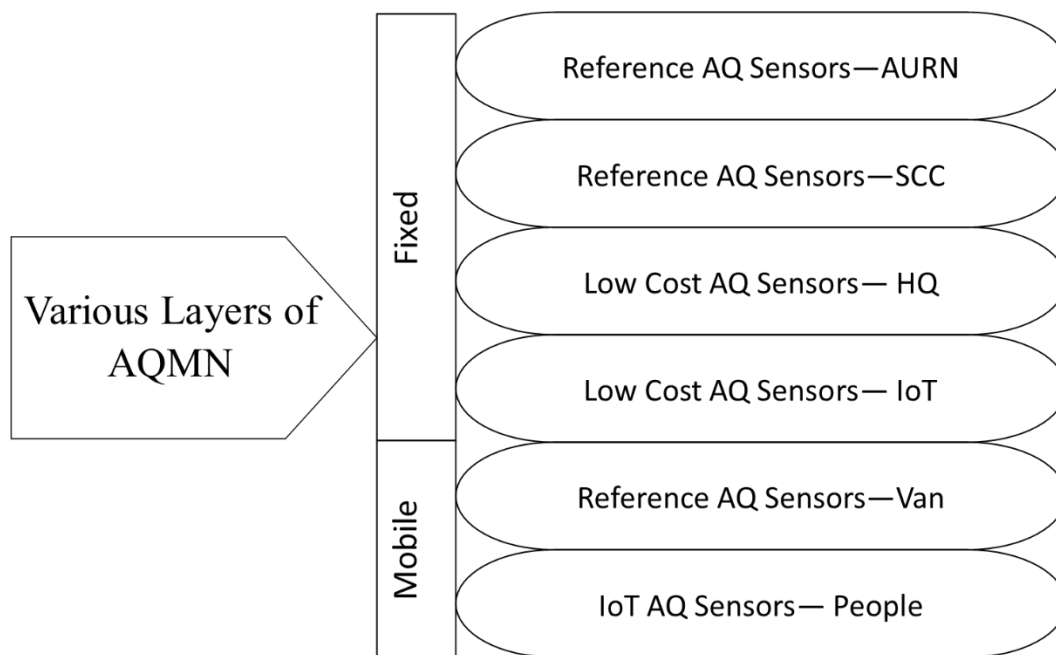 Various Layers of
AQMN
Fixed
Reference AQ Sensors—AURN
Reference AQ Sensors—SCC
Low Cost AQ Sensors— HQ
Low Cost AQ Sensors— IoT
Mobile
Reference AQ Sensors—Van
IoT AQ Sensors— People